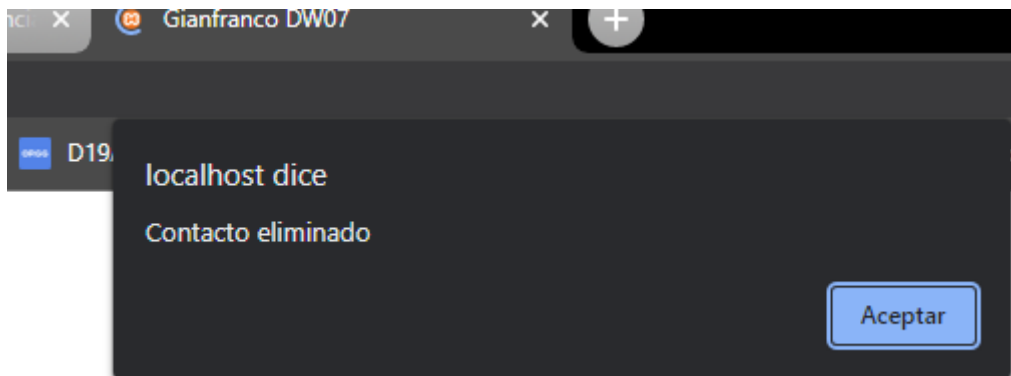 Gianfranco DW07
D19
localhost dice
Contacto eliminado
Aceptar